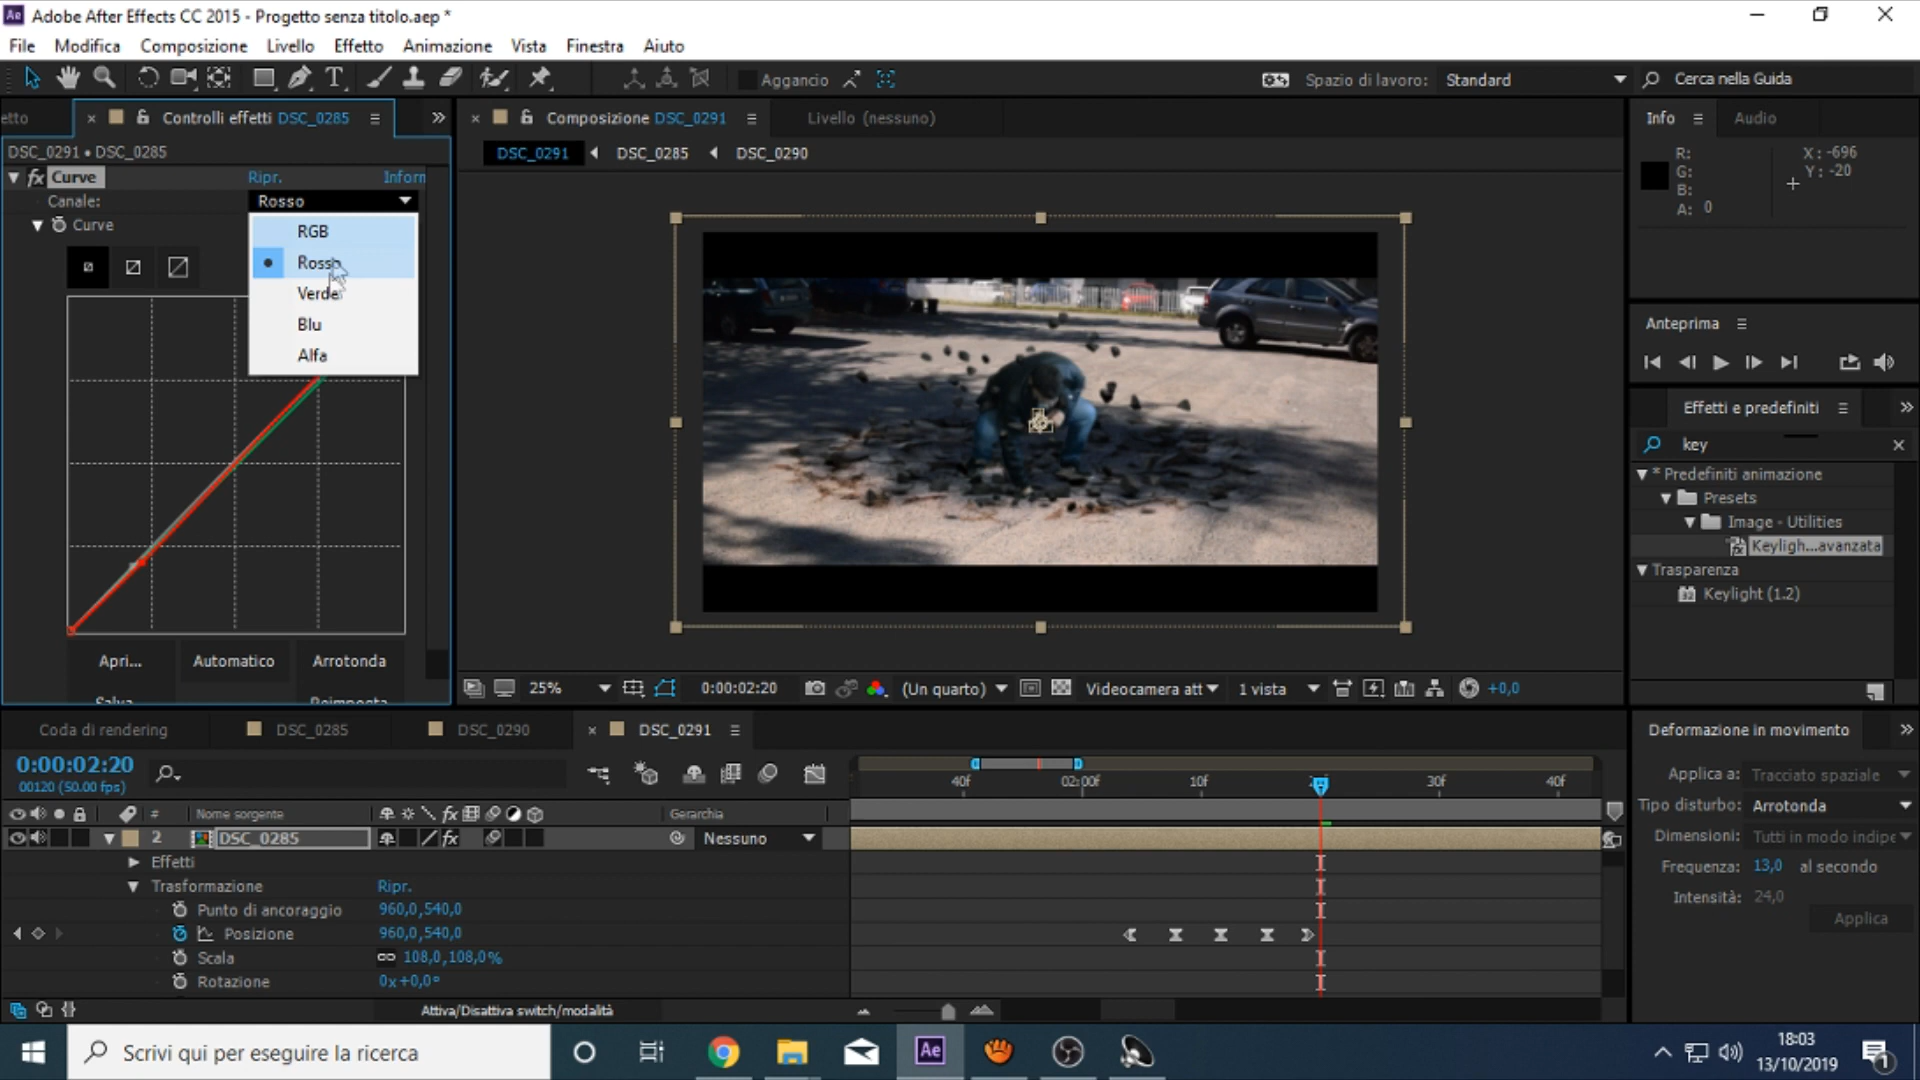 Ae Adobe After Effects CC 2015 - Progetto senza titolo.aep *
File Modifica Composizione Livello Effetto Animazione Vista Finestra Aiuto
T Aggancio Spazio di lavoro: Standard Cerca nella Guida
etto × Controlli effetti DSC_0285 »
× Composizione DSC_0291 Livello (nessuno)
Info Audio
DSC_0291 • DSC_0285
DSC_0291 DSC_0285 DSC_0290
R: X: -696
G: Y: -20
B:
A: 0
fx Curve Ripr. Inform
Canale: Rosso
Curve
RGB
Rosso
Verde
Blu
Alfa
Apri... Automatico Arrotonda
Salva Reimposta
Anteprima
Effetti e predefiniti »
key ×
* Predefiniti animazione
Presets
Image - Utilities
Keyligh...avanzata
Trasparenza
Keylight (1.2)
25% 0:00:02:20 (Un quarto) Videocamera att 1 vista +0,0
Coda di rendering DSC_0285 DSC_0290 × DSC_0291
0:00:02:20
00120 (50.00 fps)
40f 02:00f 10f 30f 40f
# Nome sorgente fx Gerarchia
2 DSC_0285 fx Nessuno
Effetti
Trasformazione Ripr.
Punto di ancoraggio 960,0,540,0
Posizione 960,0,540,0
Scala 108,0,108,0%
Rotazione 0x+0,0°
Attiva/Disattiva switch/modalità
Deformazione in movimento »
Applica a: Tracciato spaziale
Tipo disturbo: Arrotonda
Dimensioni: Tutti in modo indipe
Frequenza: 13,0 al secondo
Intensità: 24,0
Applica
Scrivi qui per eseguire la ricerca
Ae
18:03
13/10/2019
1